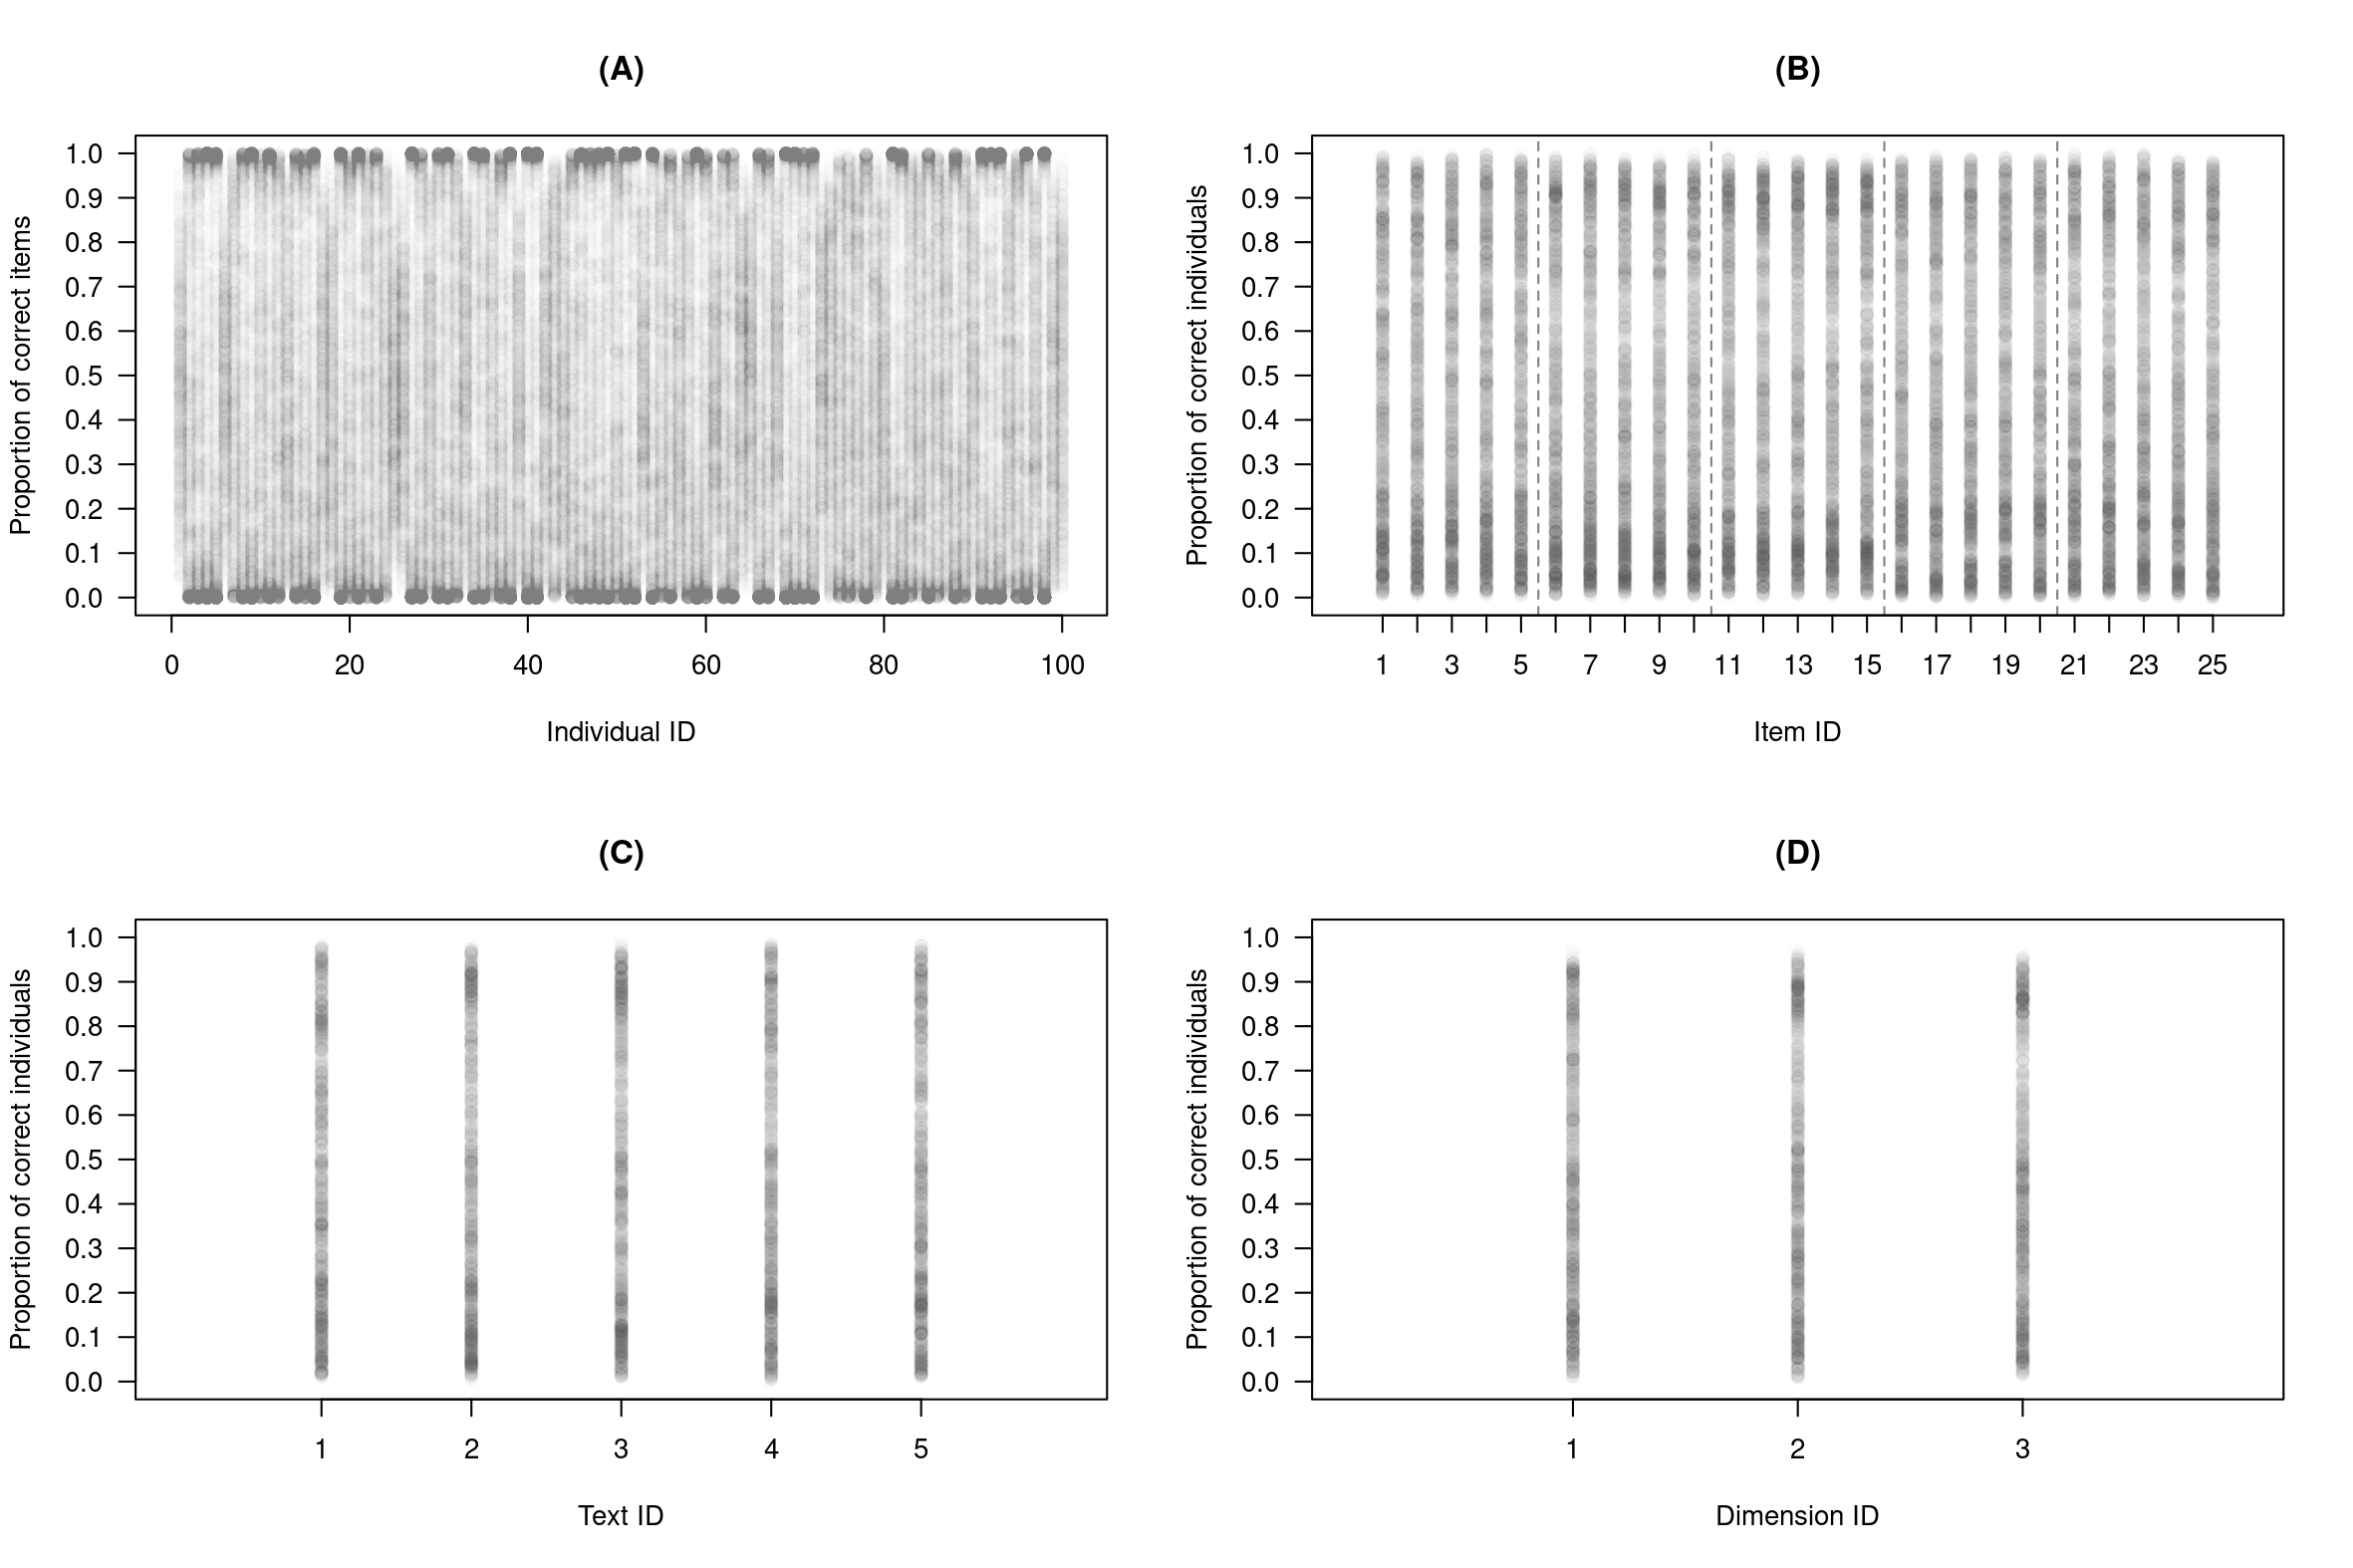 (A)
Proportion of correct items
1.0
0.9
0.8
0.7
0.6
0.5
0.4
0.3
0.2
0.1
0.0
0 20 40 60 80 100
Individual ID
(B)
Proportion of correct individuals
1.0
0.9
0.8
0.7
0.6
0.5
0.4
0.3
0.2
0.1
0.0
1 3 5 7 9 11 13 15 17 19 21 23 25
Item ID
(C)
Proportion of correct individuals
1.0
0.9
0.8
0.7
0.6
0.5
0.4
0.3
0.2
0.1
0.0
1 2 3 4 5
Text ID
(D)
Proportion of correct individuals
1.0
0.9
0.8
0.7
0.6
0.5
0.4
0.3
0.2
0.1
0.0
1 2 3
Dimension ID